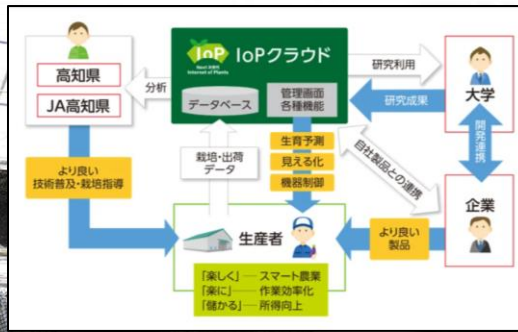 IoP
Next 次世代
Internet of Plants
IoPクラウド
データベース
管理画面
各種機能
高知県
JA高知県
分析
研究利用
研究成果
大学
開発連携
企業
自社製品との連携
生育予測
見える化
機器制御
栽培・出荷
データ
より良い
技術普及・栽培指導
より良い
製品
生産者
「楽しく」── スマート農業
「楽に」── 作業効率化
「儲かる」── 所得向上